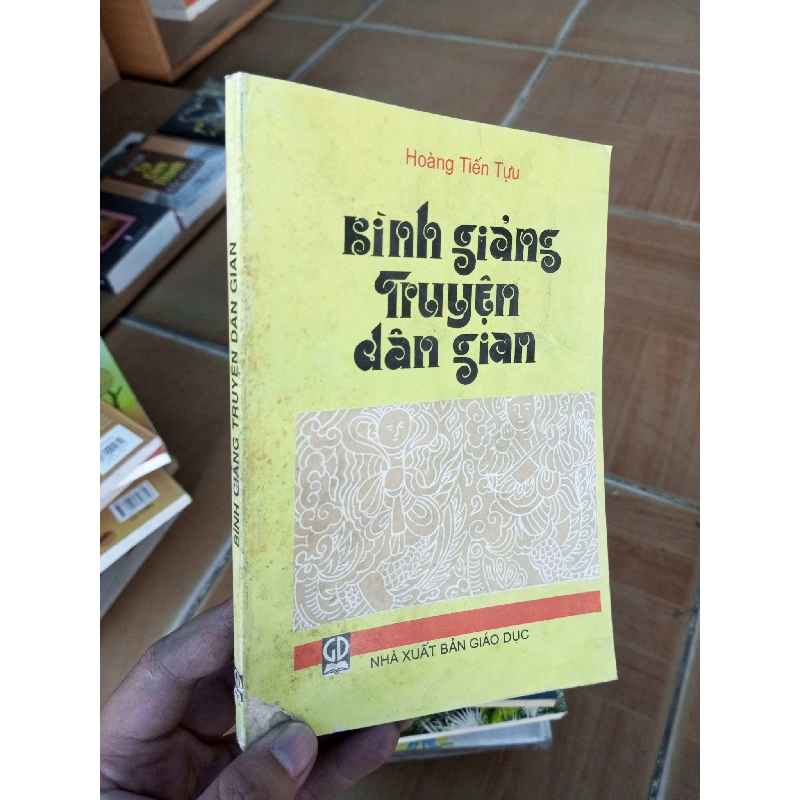 Hoàng Tiến Tựu
Bình giảng
Truyện
dân gian
GD
NHÀ XUẤT BẢN GIÁO DỤC
BÌNH GIẢNG TRUYỆN DÂN GIAN